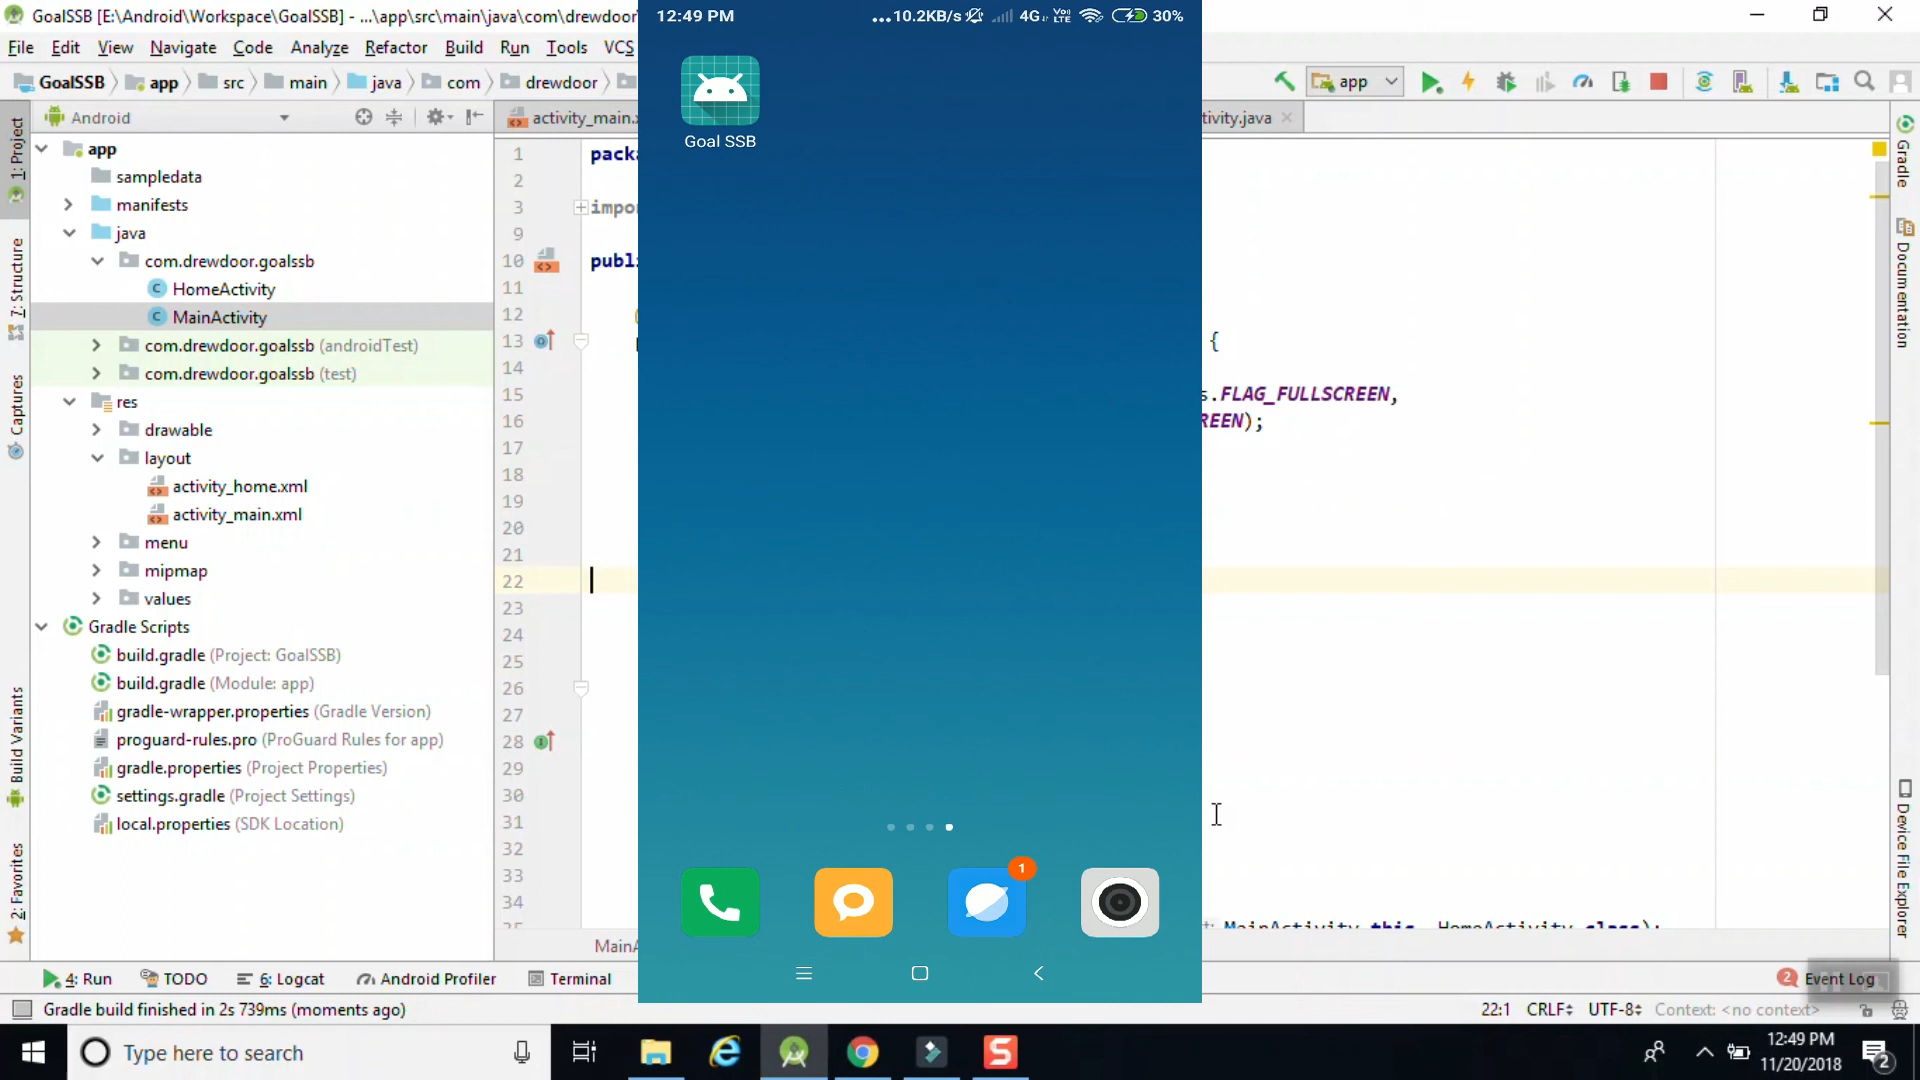 GoalSSB [E:\Android\Workspace\GoalSSB] - ...\app\src\main\java\com\drewdoor
File Edit View Navigate Code Analyze Refactor Build Run Tools VCS
GoalSSB app src main java com drewdoor
app
Android
activity_main.
tivity.java
1: Project
7: Structure
Captures
Build Variants
2: Favorites
app
sampledata
manifests
java
com.drewdoor.goalssb
HomeActivity
MainActivity
com.drewdoor.goalssb (androidTest)
com.drewdoor.goalssb (test)
res
drawable
layout
activity_home.xml
activity_main.xml
menu
mipmap
values
Gradle Scripts
build.gradle (Project: GoalSSB)
build.gradle (Module: app)
gradle-wrapper.properties (Gradle Version)
proguard-rules.pro (ProGuard Rules for app)
gradle.properties (Project Properties)
settings.gradle (Project Settings)
local.properties (SDK Location)
1 pack
2
3 impo
9
10 publ
11
12
13 {
14
15 .FLAG_FULLSCREEN,
16 REEN);
17
18
19
20
21
22
23
24
25
26
27
28
29
30
31
32
33
34
MainActivity.this, HomeActivity.class);
12:49 PM
...10.2KB/s 4G VoLTE 30%
Goal SSB
1
Gradle
Documentation
Device File Explorer
4: Run TODO 6: Logcat Android Profiler Terminal
2 Event Log
Gradle build finished in 2s 739ms (moments ago)
22:1 CRLF UTF-8 Context: <no context>
Type here to search
12:49 PM
11/20/2018
2